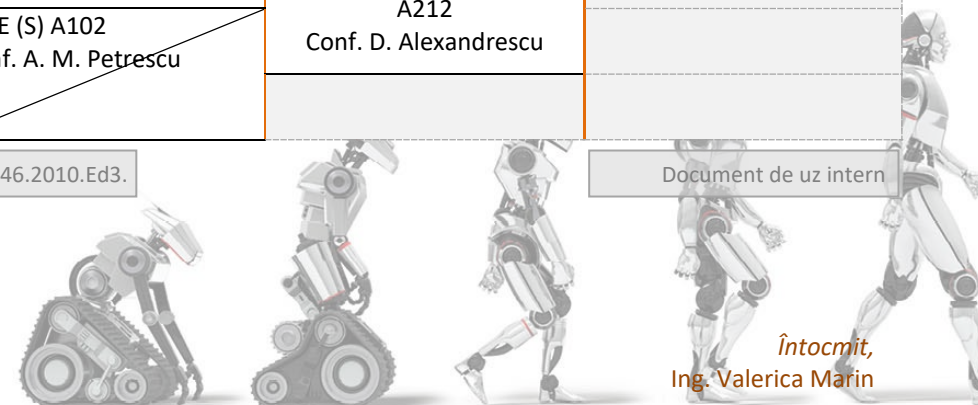 E (S) A102
f. A. M. Petrescu
A212
Conf. D. Alexandrescu
46.2010.Ed3.
Document de uz intern
Întocmit,
Ing. Valerica Marin